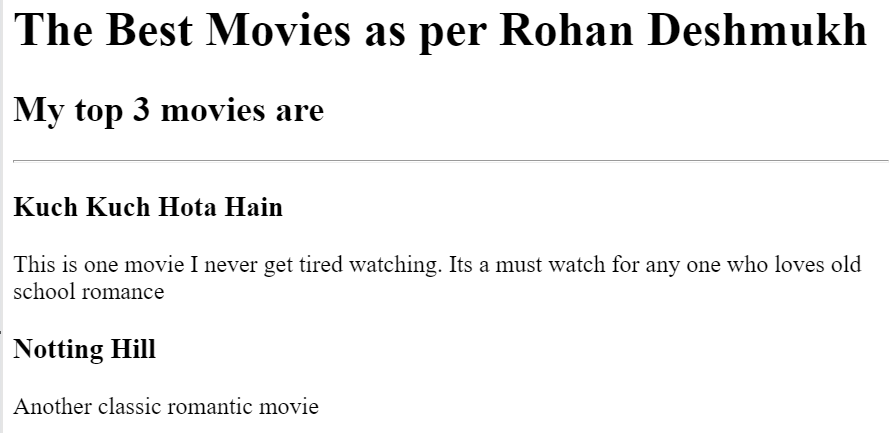 The Best Movies as per Rohan Deshmukh
My top 3 movies are
Kuch Kuch Hota Hain
This is one movie I never get tired watching. Its a must watch for any one who loves old
school romance
Notting Hill
Another classic romantic movie